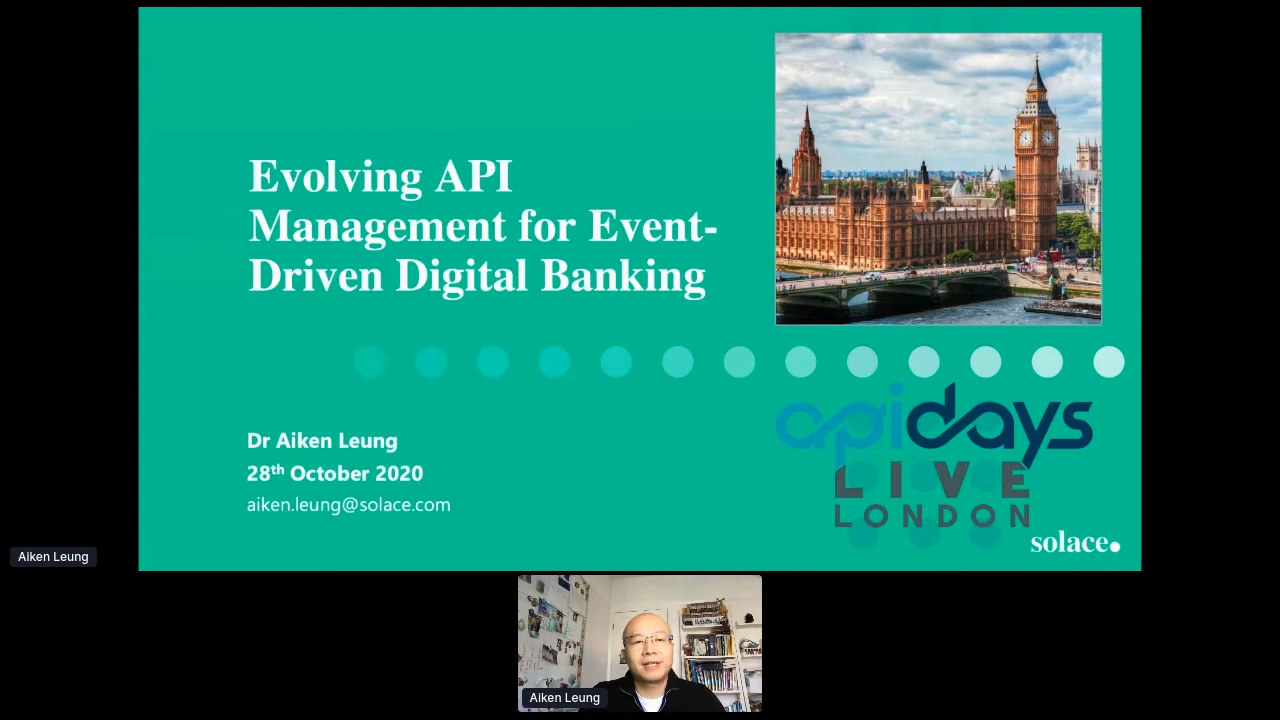 Evolving API
Management for Event-
Driven Digital Banking
Dr Aiken Leung
28th October 2020
aiken.leung@solace.com
apidays
LIVE
LONDON
solace.
Aiken Leung
Aiken Leung